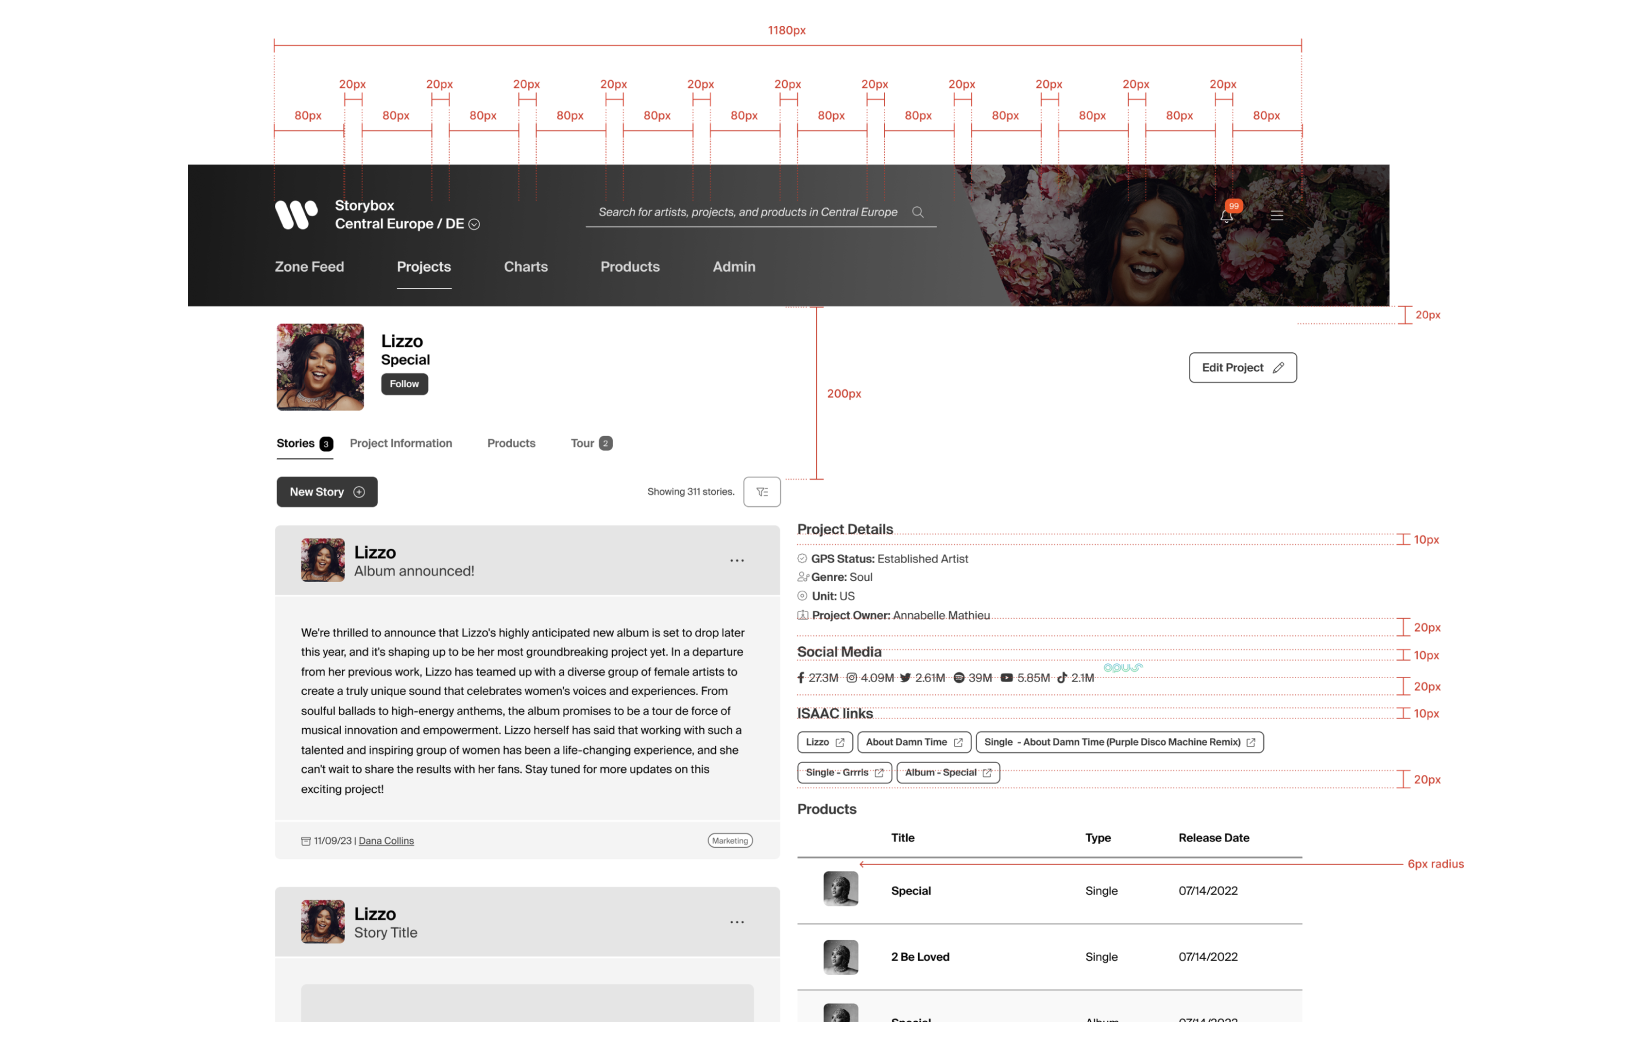 1180px
20px 20px 20px 20px 20px 20px 20px 20px 20px 20px 20px
80px 80px 80px 80px 80px 80px 80px 80px 80px 80px 80px 80px
Storybox
Central Europe / DE
Search for artists, projects, and products in Central Europe
99
Zone Feed Projects Charts Products Admin
20px
Lizzo
Special
Follow
Edit Project
200px
Stories 3 Project Information Products Tour 2
New Story
Showing 311 stories.
Lizzo
Album announced!
We're thrilled to announce that Lizzo's highly anticipated new album is set to drop later
this year, and it's shaping up to be her most groundbreaking project yet. In a departure
from her previous work, Lizzo has teamed up with a diverse group of female artists to
create a truly unique sound that celebrates women's voices and experiences. From
soulful ballads to high-energy anthems, the album promises to be a tour de force of
musical innovation and empowerment. Lizzo herself has said that working with such a
talented and inspiring group of women has been a life-changing experience, and she
can't wait to share the results with her fans. Stay tuned for more updates on this
exciting project!
11/09/23 | Dana Collins
Marketing
Lizzo
Story Title
Project Details
10px
GPS Status: Established Artist
Genre: Soul
Unit: US
Project Owner: Annabelle Mathieu
20px
Social Media
10px
opus
27.3M 4.09M 2.61M 39M 5.85M 2.1M
20px
ISAAC links
10px
Lizzo About Damn Time Single - About Damn Time (Purple Disco Machine Remix)
Single - Grrrls Album - Special
20px
Products
Title Type Release Date
6px radius
Special Single 07/14/2022
2 Be Loved Single 07/14/2022
Special Album 07/14/2022